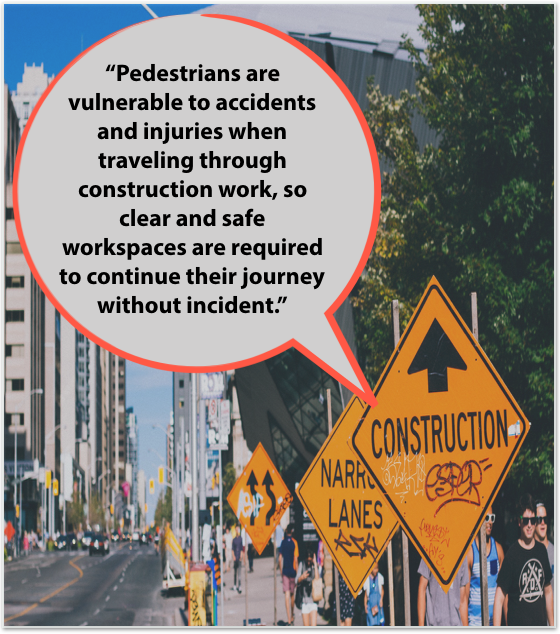 “Pedestrians are
vulnerable to accidents
and injuries when
traveling through
construction work, so
clear and safe
workspaces are required
to continue their journey
without incident.”
CONSTRUCTION
NARRO
LANES